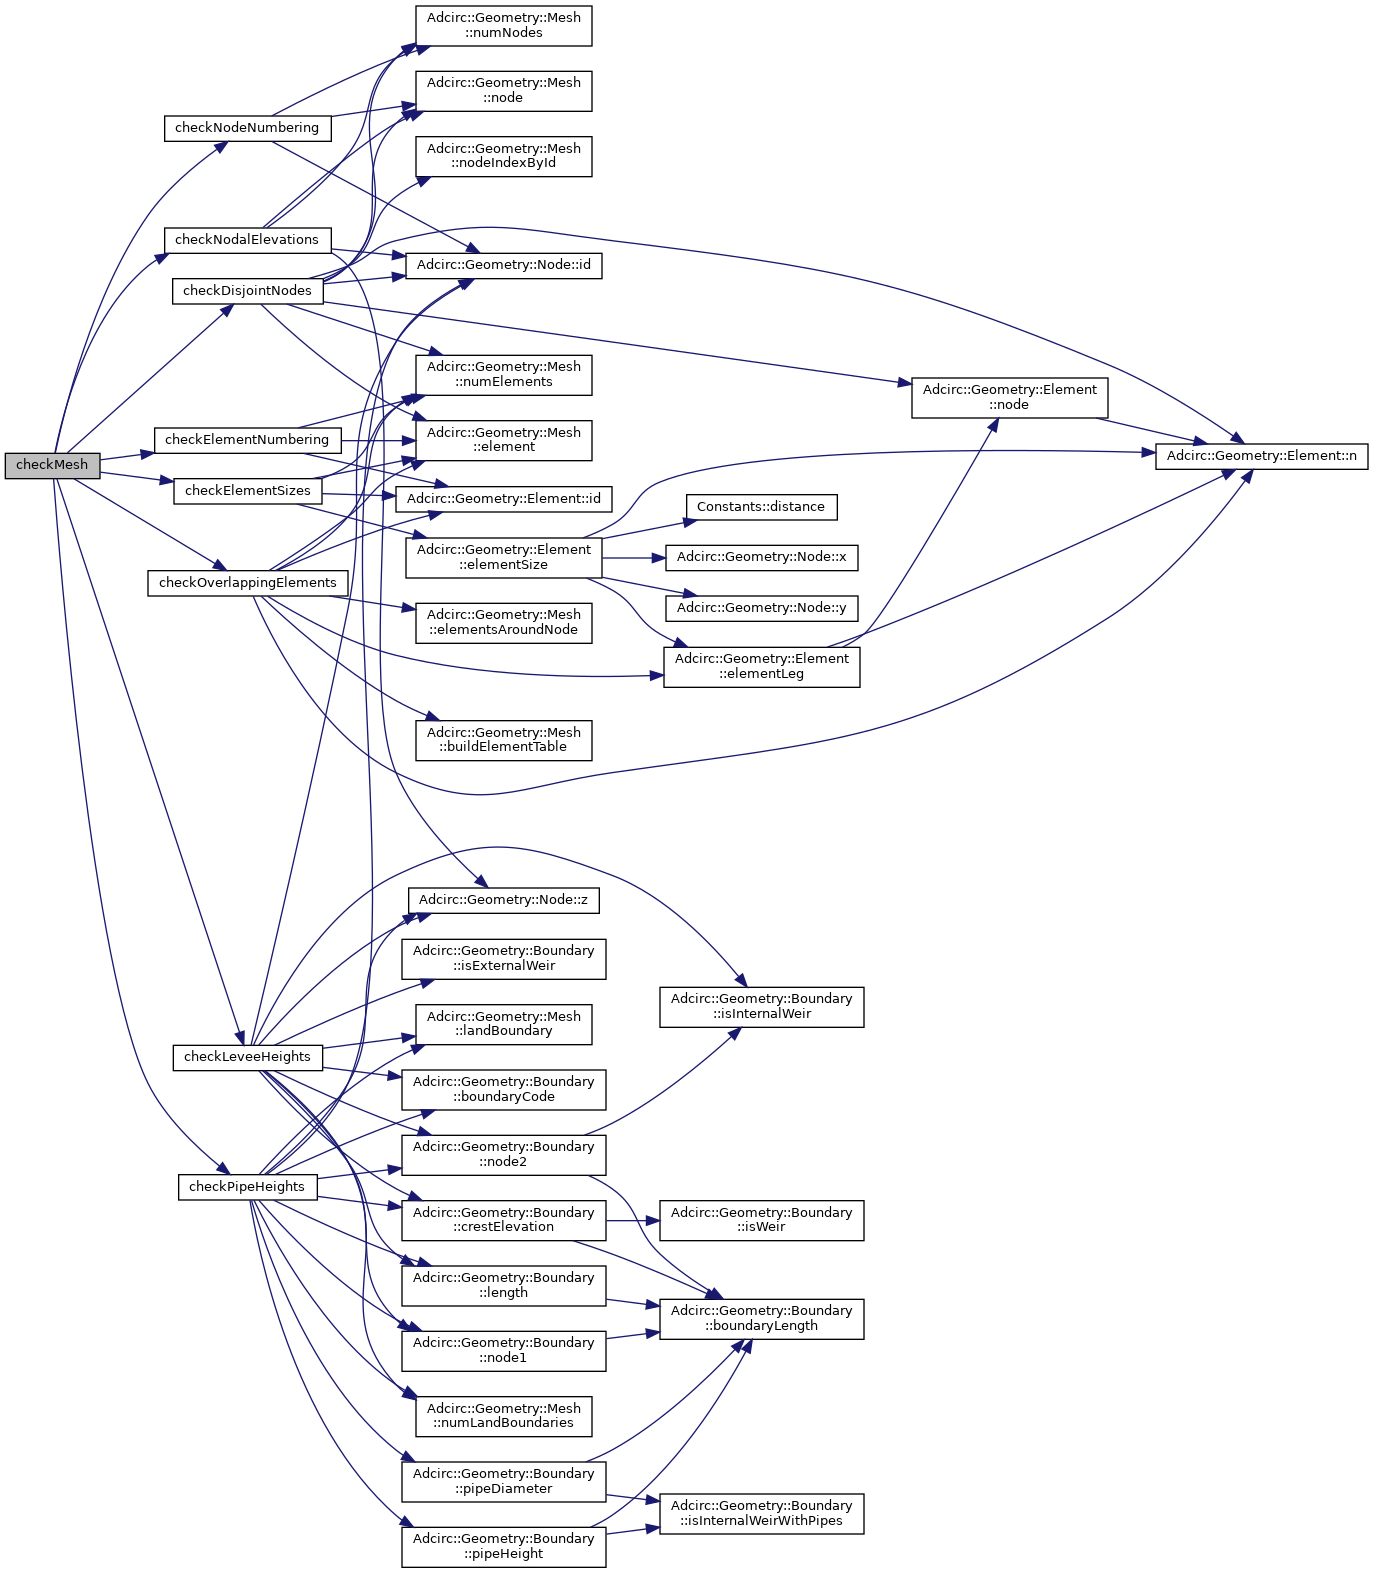 checkMesh
checkNodeNumbering
checkNodalElevations
checkDisjointNodes
checkElementNumbering
checkElementSizes
checkOverlappingElements
checkLeveeHeights
checkPipeHeights
Adcirc::Geometry::Mesh
::numNodes
Adcirc::Geometry::Mesh
::node
Adcirc::Geometry::Mesh
::nodeIndexById
Adcirc::Geometry::Node::id
Adcirc::Geometry::Mesh
::numElements
Adcirc::Geometry::Mesh
::element
Adcirc::Geometry::Element::id
Adcirc::Geometry::Element
::elementSize
Adcirc::Geometry::Mesh
::elementsAroundNode
Adcirc::Geometry::Mesh
::buildElementTable
Adcirc::Geometry::Node::z
Adcirc::Geometry::Boundary
::isExternalWeir
Adcirc::Geometry::Mesh
::landBoundary
Adcirc::Geometry::Boundary
::boundaryCode
Adcirc::Geometry::Boundary
::node2
Adcirc::Geometry::Boundary
::crestElevation
Adcirc::Geometry::Boundary
::length
Adcirc::Geometry::Boundary
::node1
Adcirc::Geometry::Mesh
::numLandBoundaries
Adcirc::Geometry::Boundary
::pipeDiameter
Adcirc::Geometry::Boundary
::pipeHeight
Constants::distance
Adcirc::Geometry::Node::x
Adcirc::Geometry::Node::y
Adcirc::Geometry::Element
::elementLeg
Adcirc::Geometry::Boundary
::isInternalWeir
Adcirc::Geometry::Boundary
::isWeir
Adcirc::Geometry::Boundary
::boundaryLength
Adcirc::Geometry::Boundary
::isInternalWeirWithPipes
Adcirc::Geometry::Element
::node
Adcirc::Geometry::Element::n